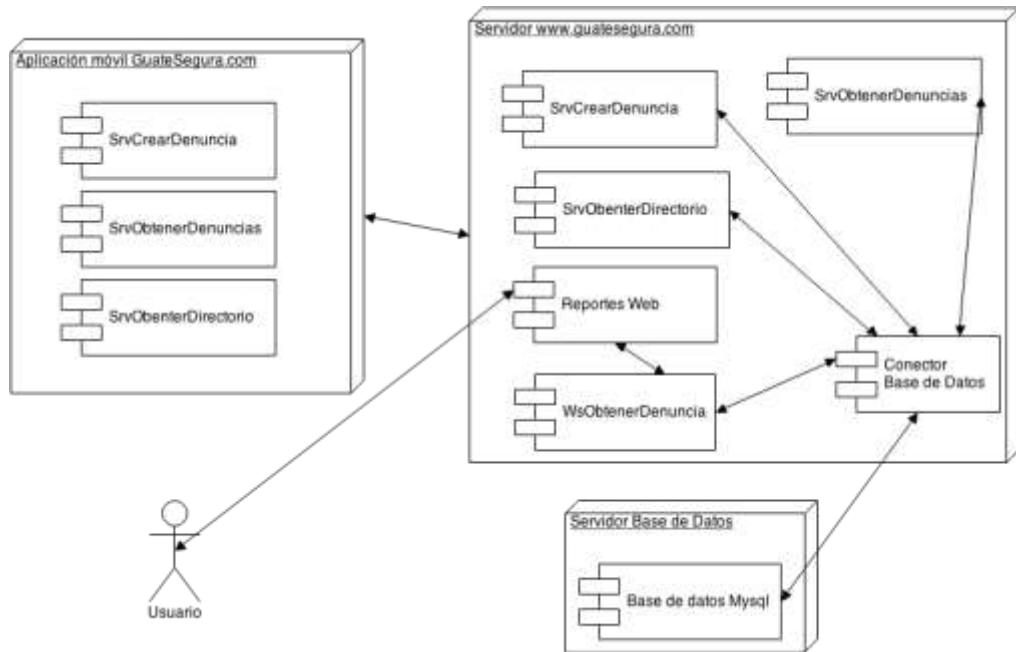 Aplicación móvil GuateSegura.com
SrvCrearDenuncia
SrvObtenerDenuncias
SrvObenterDirectorio
Servidor www.guatesegura.com
SrvCrearDenuncia
SrvObtenerDenuncias
SrvObenterDirectorio
Reportes Web
WsObtenerDenuncia
Conector
Base de Datos
Usuario
Servidor Base de Datos
Base de datos Mysql